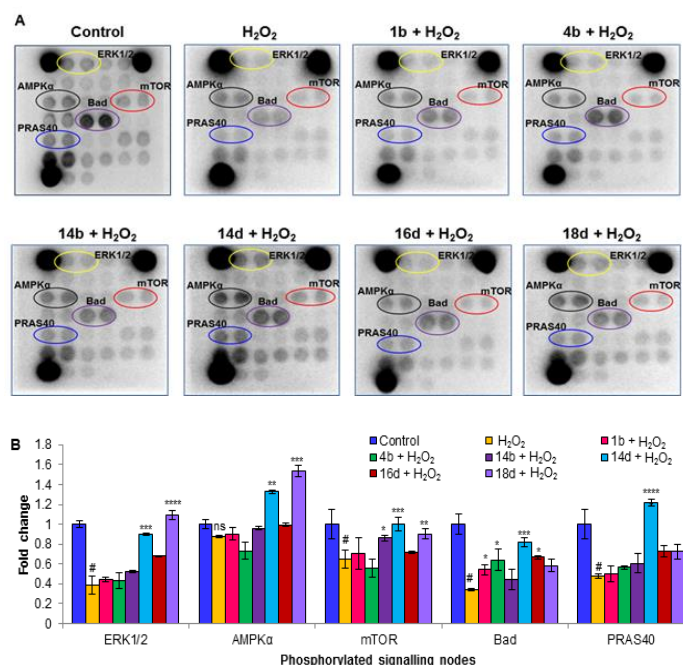 A
Control
H₂O₂
1b + H₂O₂
4b + H₂O₂
ERK1/2
AMPKα
mTOR
Bad
PRAS40
ERK1/2
AMPKα
mTOR
Bad
PRAS40
ERK1/2
AMPKα
mTOR
Bad
PRAS40
ERK1/2
AMPKα
mTOR
Bad
PRAS40
14b + H₂O₂
14d + H₂O₂
16d + H₂O₂
18d + H₂O₂
ERK1/2
AMPKα
mTOR
Bad
PRAS40
ERK1/2
AMPKα
mTOR
Bad
PRAS40
ERK1/2
AMPKα
mTOR
Bad
PRAS40
ERK1/2
AMPKα
mTOR
Bad
PRAS40
B
Control
H₂O₂
1b + H₂O₂
4b + H₂O₂
14b + H₂O₂
14d + H₂O₂
16d + H₂O₂
18d + H₂O₂
Fold change
1.8
1.6
1.4
1.2
1
0.8
0.6
0.4
0.2
0
# *** ****
ns ** ***
# * *** **
# * * *** *
# ****
ERK1/2 AMPKα mTOR Bad PRAS40
Phosphorylated signalling nodes